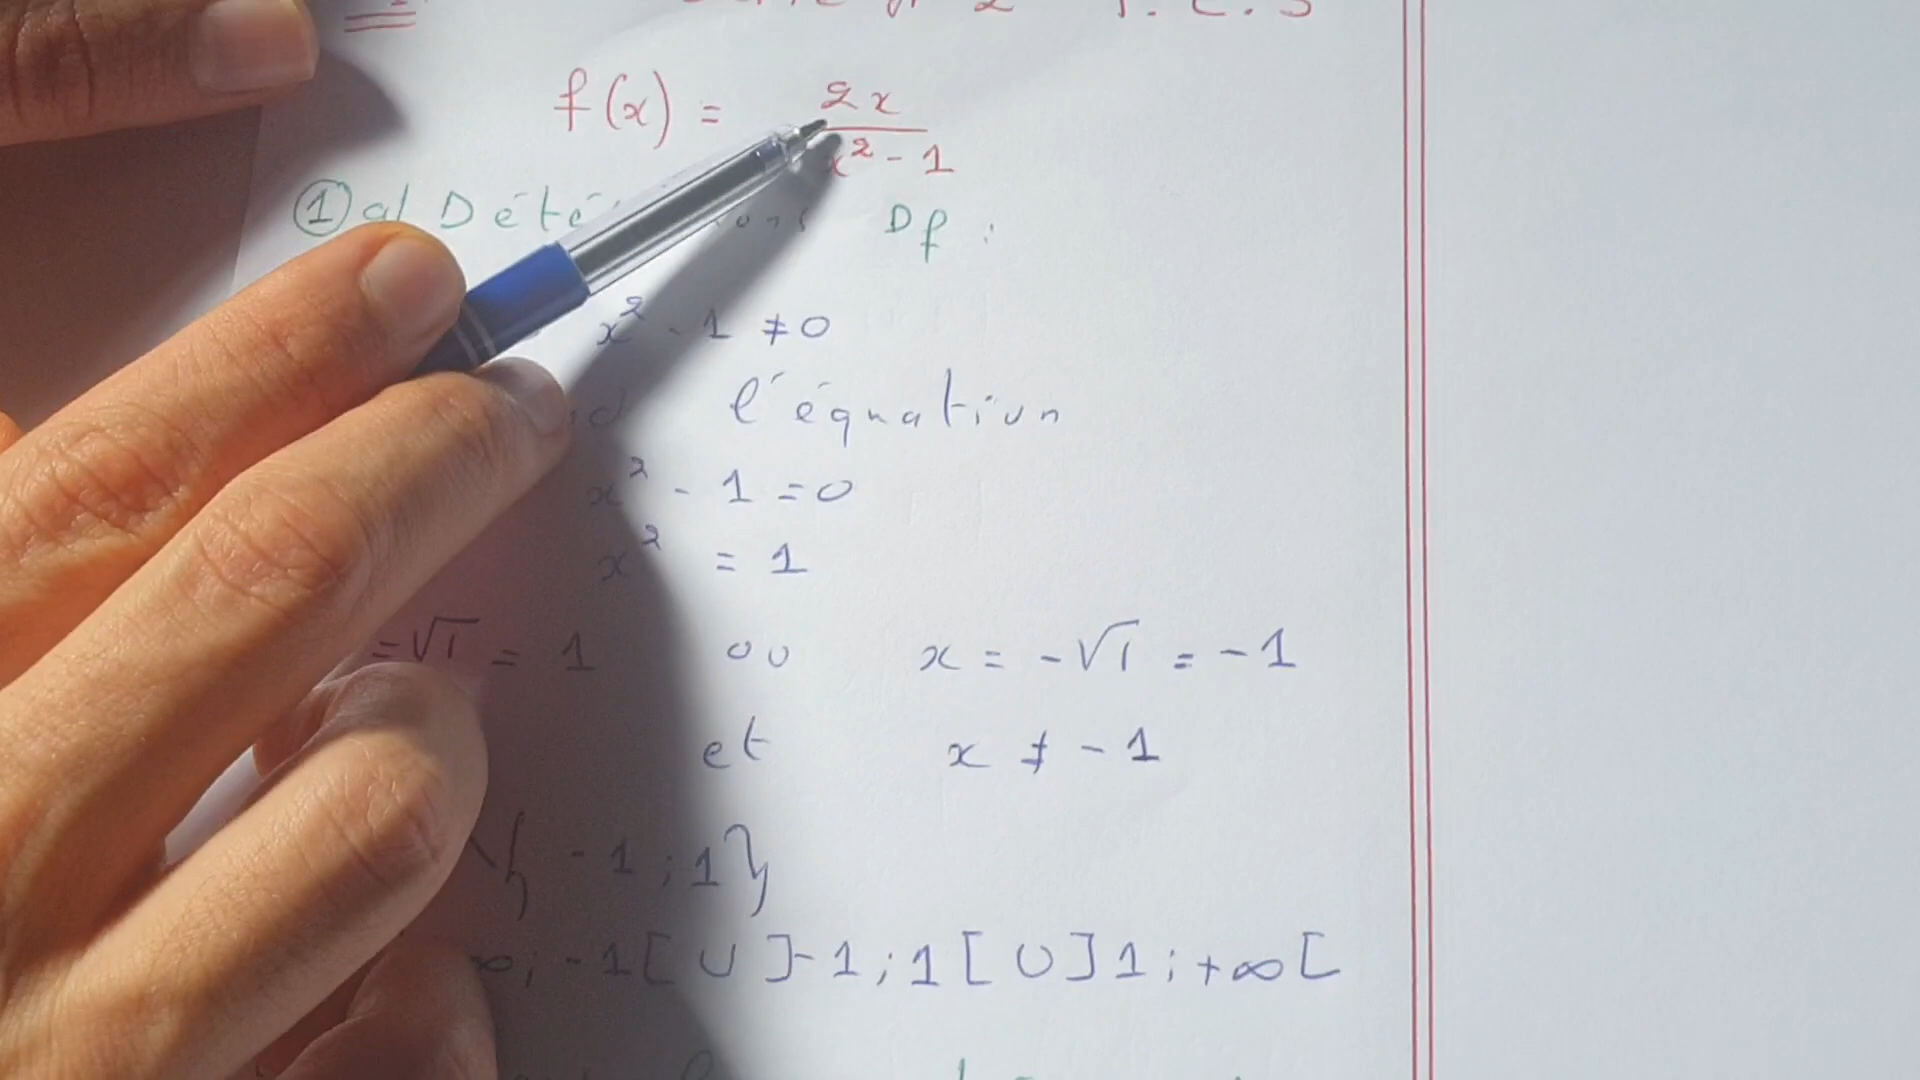 f(x) = 2x / x² - 1
① a/ Df :
x² - 1 ≠ 0
l'équation
x² - 1 = 0
x² = 1
= √1 = 1 ou x = -√1 = -1
et x ≠ -1
\{ -1 ; 1 }
∞ ; -1 [ ∪ ] -1 ; 1 [ ∪ ] 1 ; +∞ [